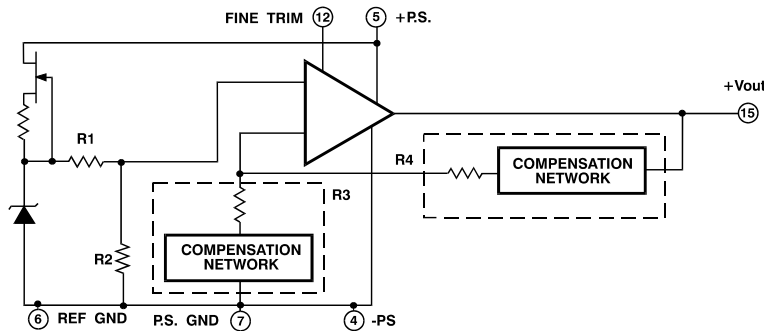 FINE TRIM 12 5 +P.S.
+Vout
15
R1
R4
COMPENSATION
NETWORK
R3
COMPENSATION
NETWORK
R2
6 REF GND P.S. GND 7 4 -PS